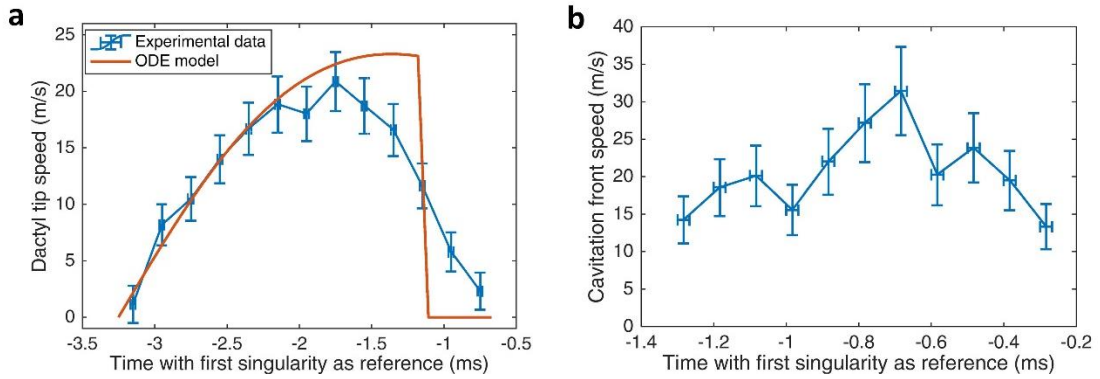 a
25
20
15
10
5
0
Dactyl tip speed (m/s)
Experimental data
ODE model
-3.5 -3 -2.5 -2 -1.5 -1 -0.5
Time with first singularity as reference (ms)
b
40
35
30
25
20
15
10
5
0
Cavitation front speed (m/s)
-1.4 -1.2 -1 -0.8 -0.6 -0.4 -0.2
Time with first singularity as reference (ms)